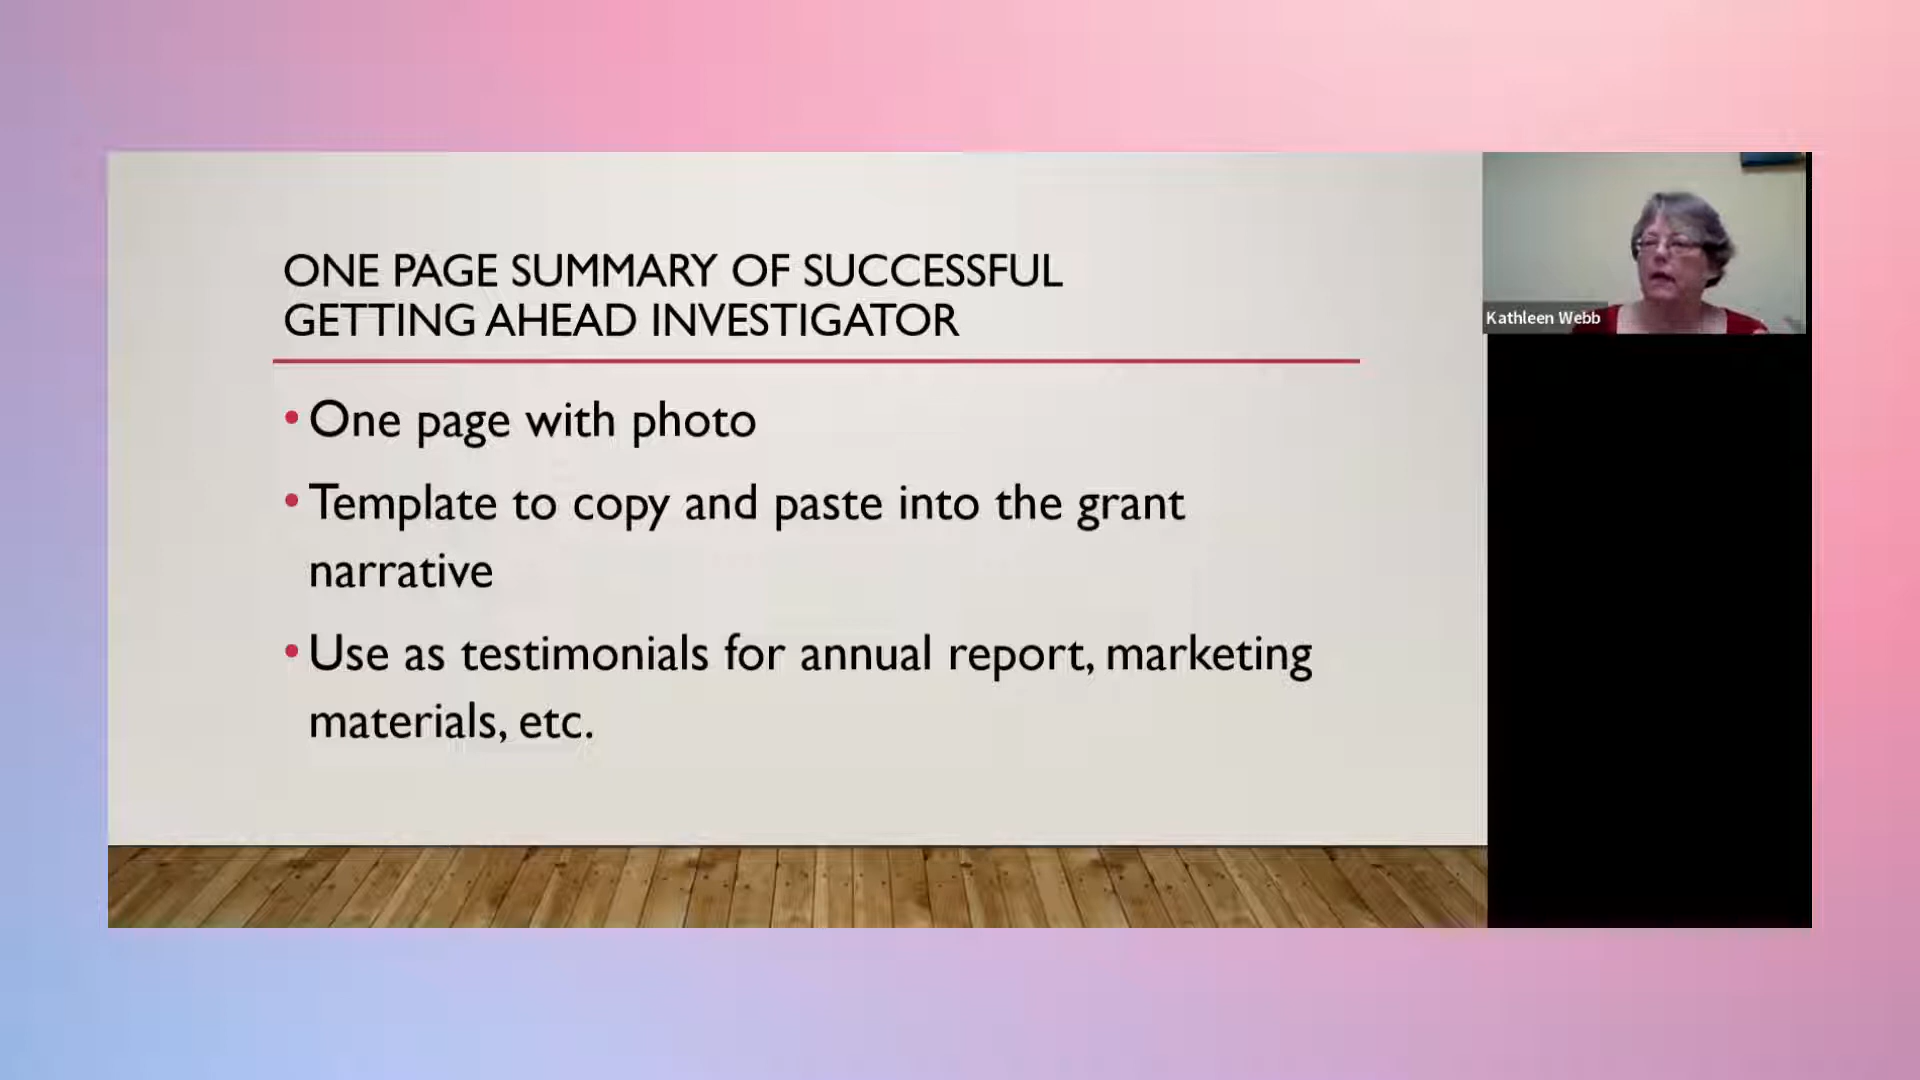 ONE PAGE SUMMARY OF SUCCESSFUL
GETTING AHEAD INVESTIGATOR
• One page with photo
• Template to copy and paste into the grant
narrative
• Use as testimonials for annual report, marketing
materials, etc.
Kathleen Webb